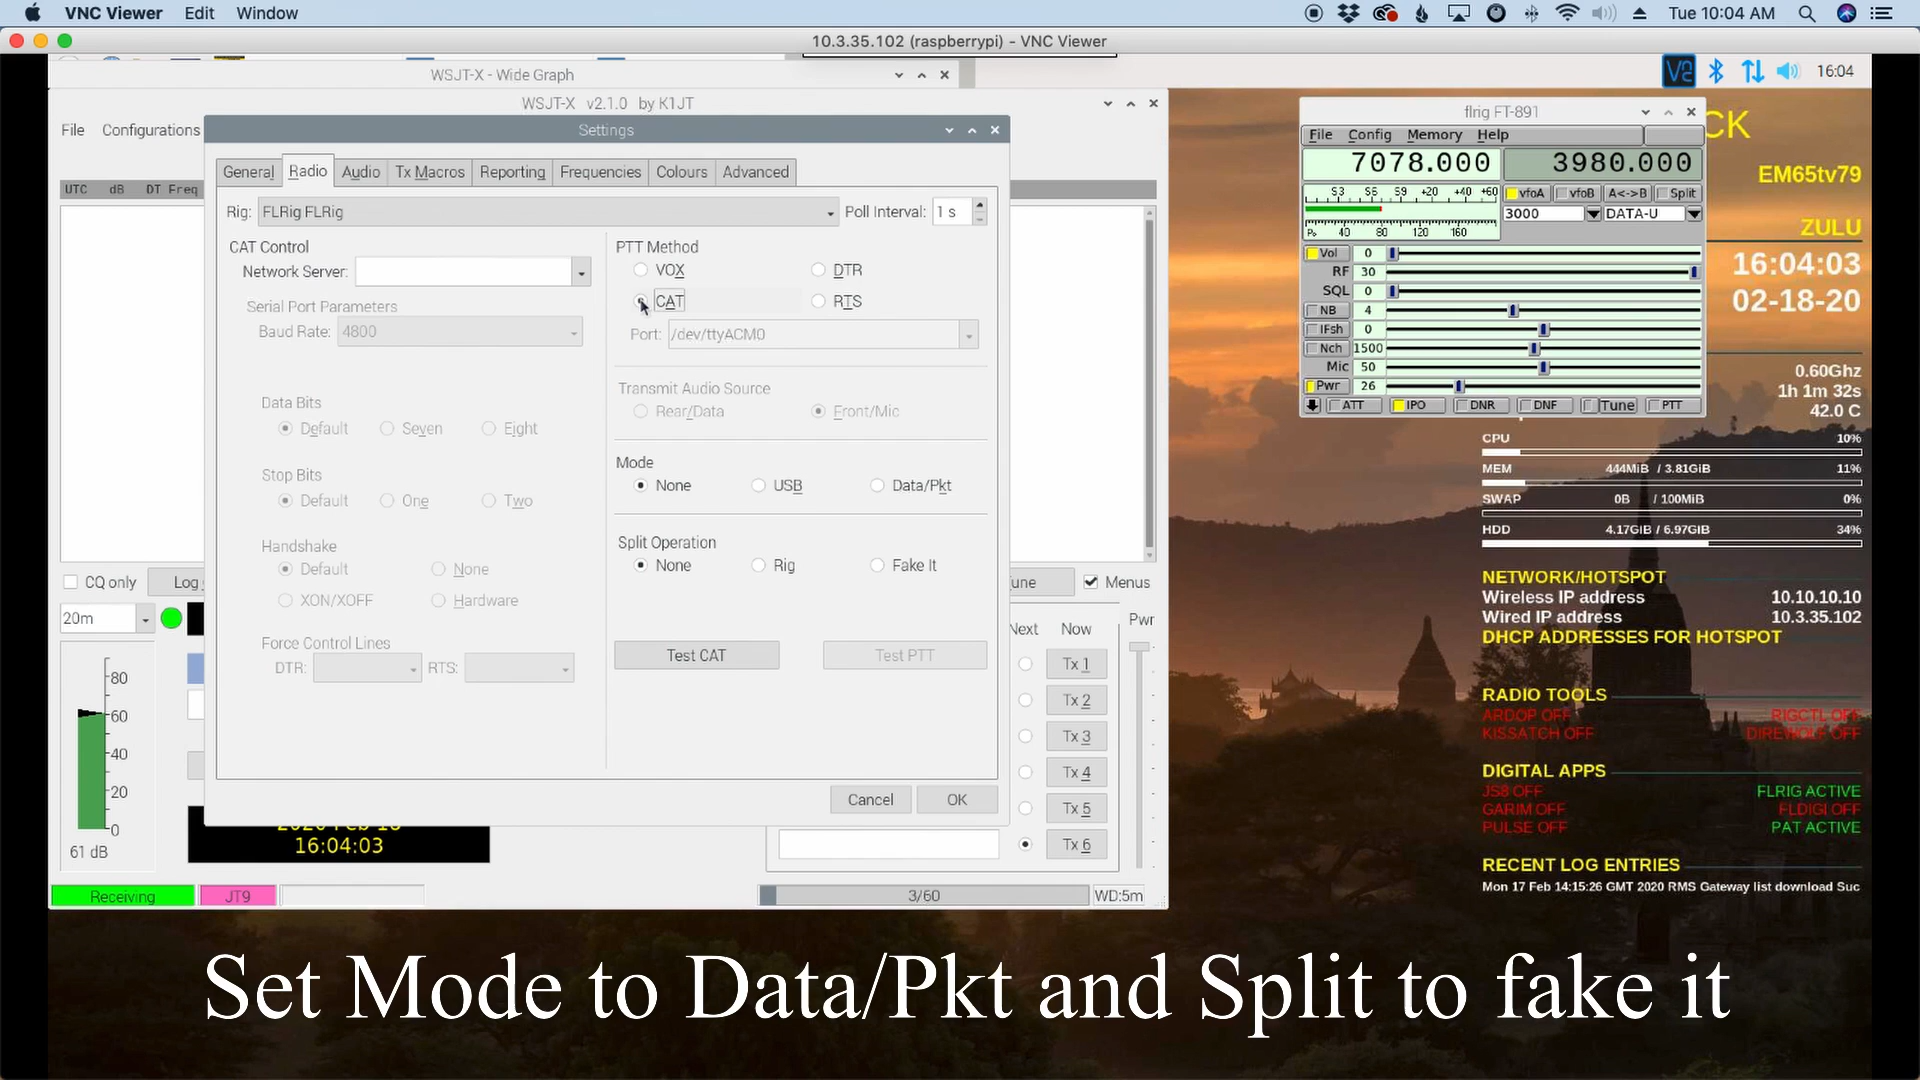 VNC Viewer Edit Window Tue 10:04 AM
10.3.35.102 (raspberrypi) - VNC Viewer
WSJT-X - Wide Graph
16:04
WSJT-X v2.1.0 by K1JT
File Configurations
Settings
General Radio Audio Tx Macros Reporting Frequencies Colours Advanced
UTC dB DT Freq
Rig: FLRig FLRig Poll Interval: 1 s
CAT Control
Network Server:
Serial Port Parameters
Baud Rate: 4800
Data Bits
Default Seven Eight
Stop Bits
Default One Two
Handshake
Default None
XON/XOFF Hardware
Force Control Lines
DTR: RTS:
PTT Method
VOX DTR
CAT RTS
Port: /dev/ttyACM0
Transmit Audio Source
Rear/Data Front/Mic
Mode
None USB Data/Pkt
Split Operation
None Rig Fake It
Test CAT Test PTT
Cancel OK
CQ only Log
Menus
20m
Pwr
Next Now
Tx 1
Tx 2
Tx 3
Tx 4
Tx 5
Tx 6
80
60
40
20
0
61 dB
16:04:03
Receiving JT9 3/60 WD:5m
flrig FT-891
File Config Memory Help
7078.000 3980.000
S3 S6 S9 +20 +40 +60
vfoA vfoB A<->B Split
3000 DATA-U
Po 40 80 120 160
Vol 0
RF 30
SQL 0
NB 4
IFsh 0
Nch 1500
Mic 50
Pwr 26
ATT IPO DNR DNF Tune PTT
CK
EM65tv79
ZULU
16:04:03
02-18-20
0.60Ghz
1h 1m 32s
42.0 C
CPU 10%
MEM 444MiB / 3.81GiB 11%
SWAP 0B / 100MiB 0%
HDD 4.17GiB / 6.97GiB 34%
NETWORK/HOTSPOT
Wireless IP address 10.10.10.10
Wired IP address 10.3.35.102
DHCP ADDRESSES FOR HOTSPOT
RADIO TOOLS
ARDOP OFF RIGCTL OFF
KISSATCH OFF DIREWOLF OFF
DIGITAL APPS
JS8 OFF FLRIG ACTIVE
GARIM OFF FLDIGI OFF
PULSE OFF PAT ACTIVE
RECENT LOG ENTRIES
Mon 17 Feb 14:15:26 GMT 2020 RMS Gateway list download Suc
Set Mode to Data/Pkt and Split to fake it